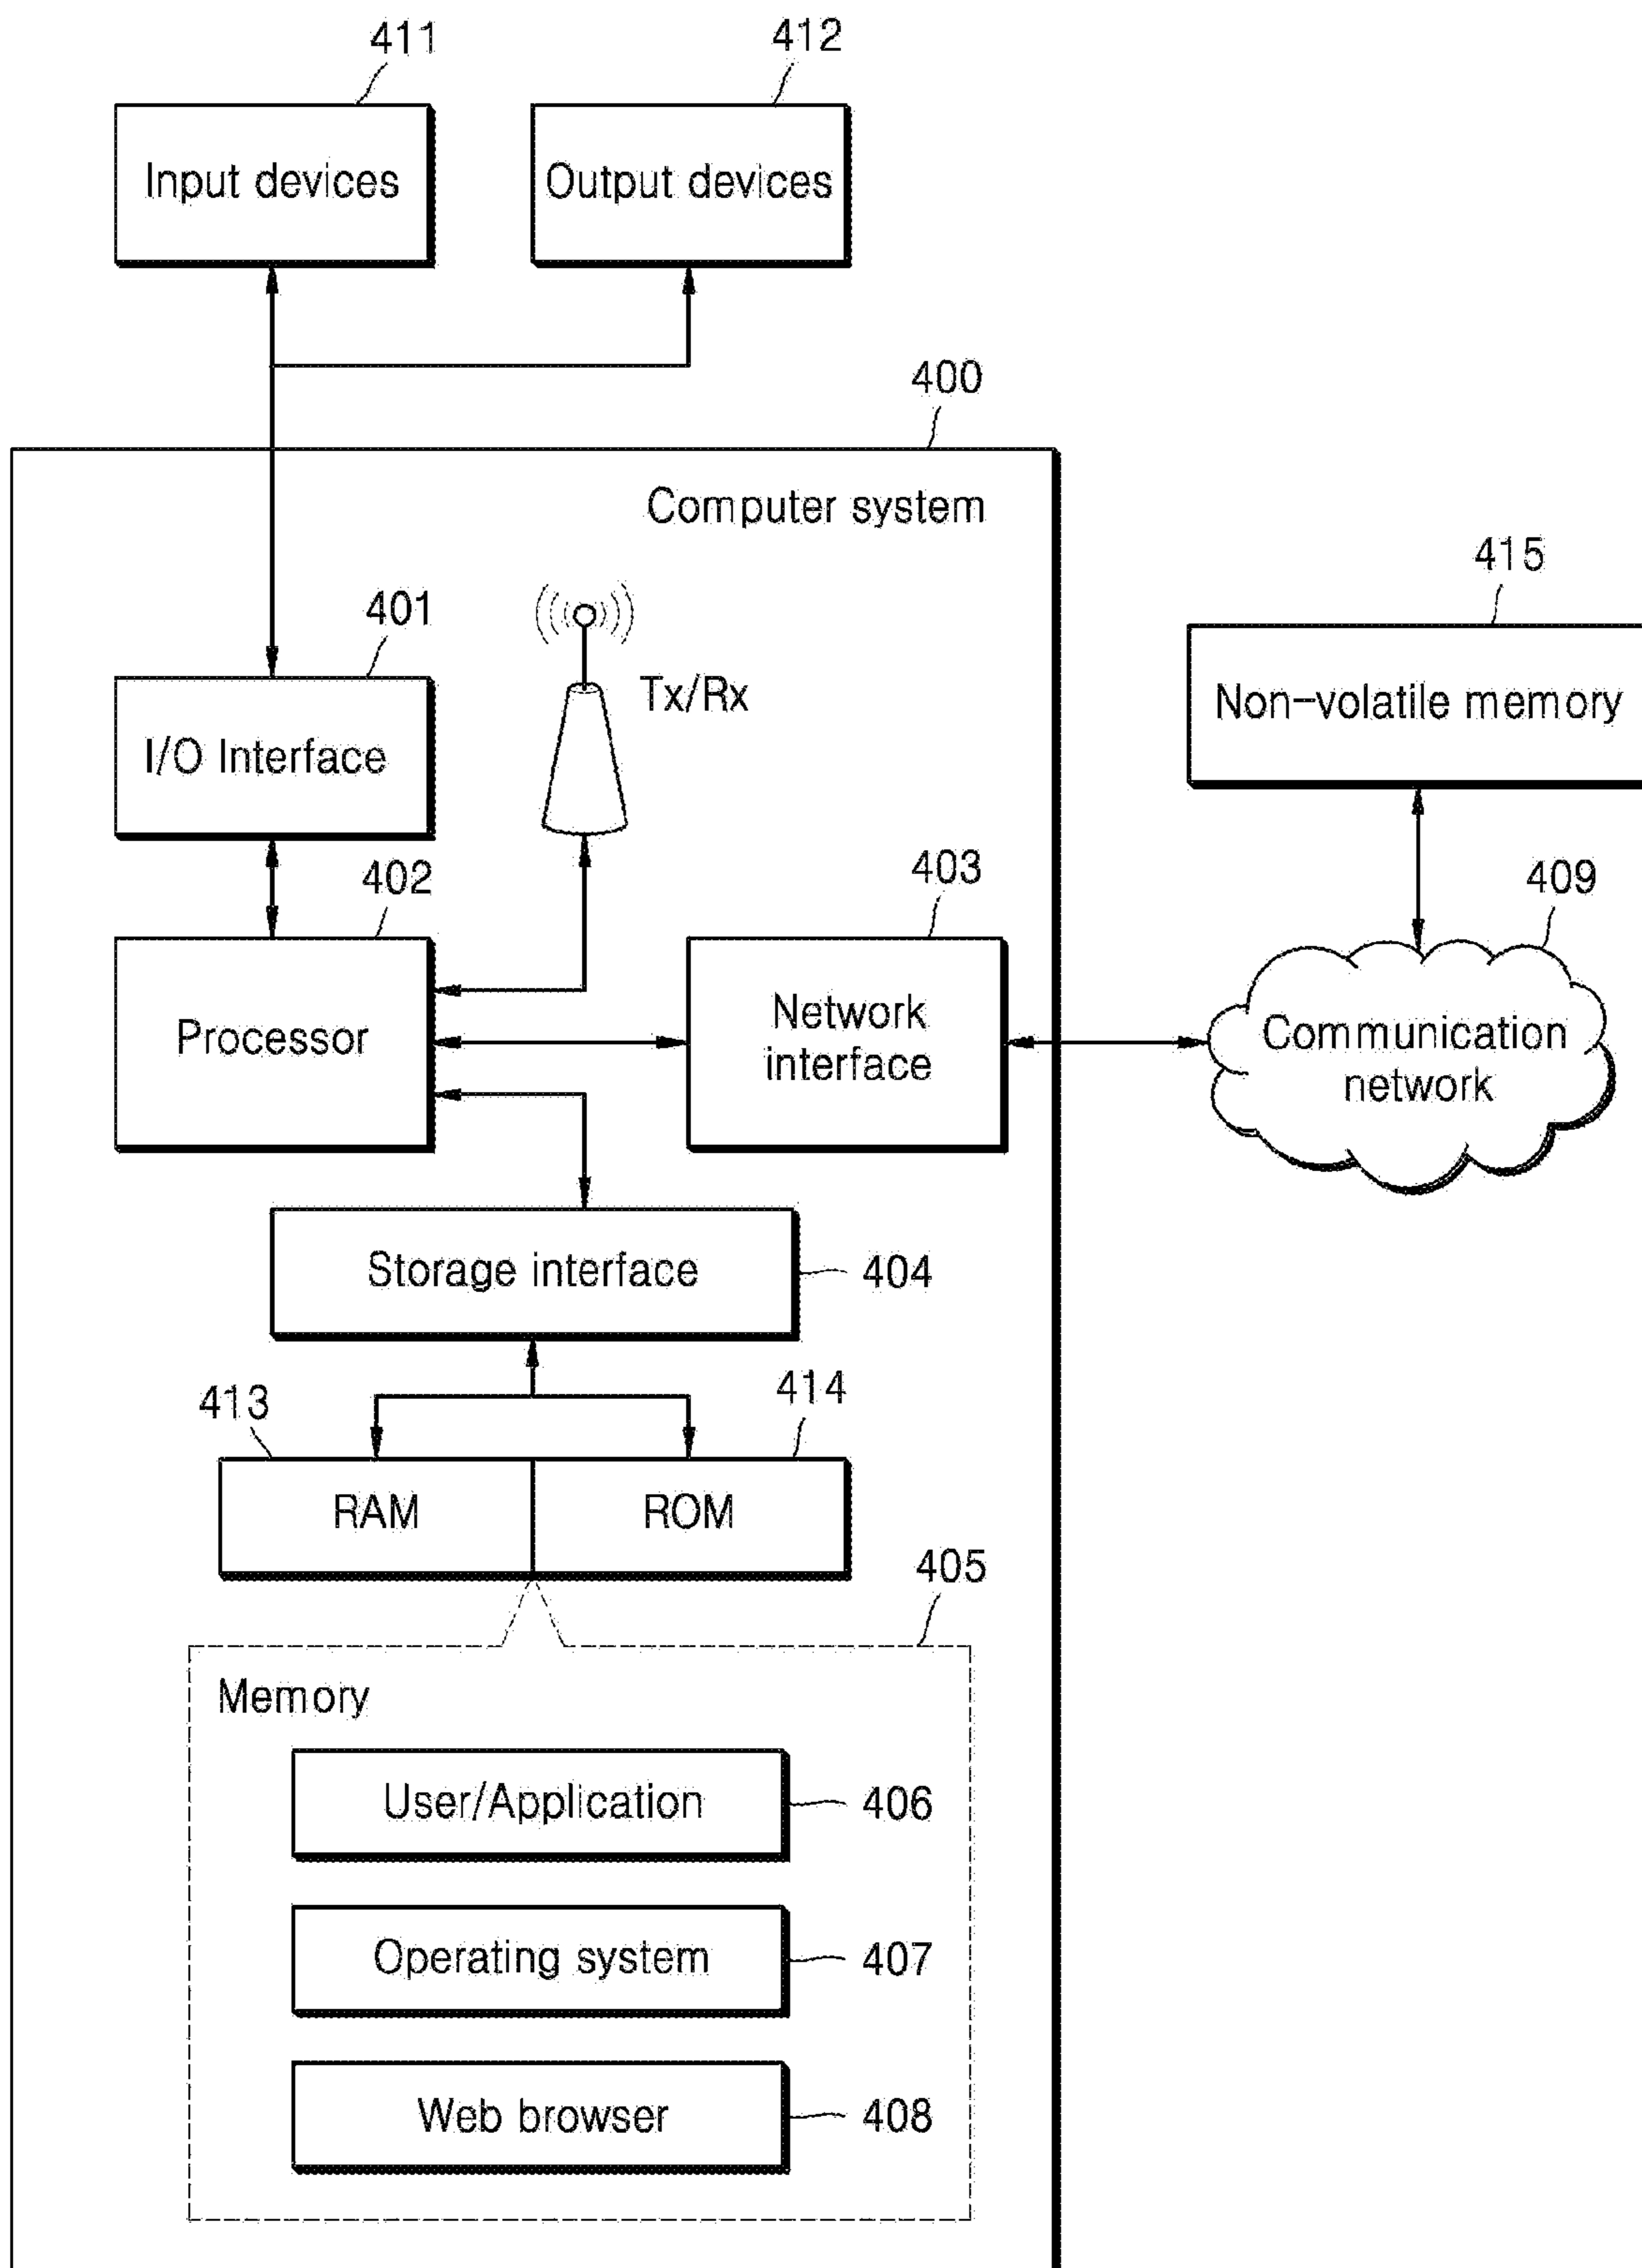 411
412
Input devices
Output devices
400
Computer system
415
401
Tx/Rx
Non-volatile memory
I/O Interface
402
403
409
Processor
Network
interface
Communication
network
Storage interface
404
413
414
RAM
ROM
405
Memory
User/Application
406
Operating system
407
Web browser
408